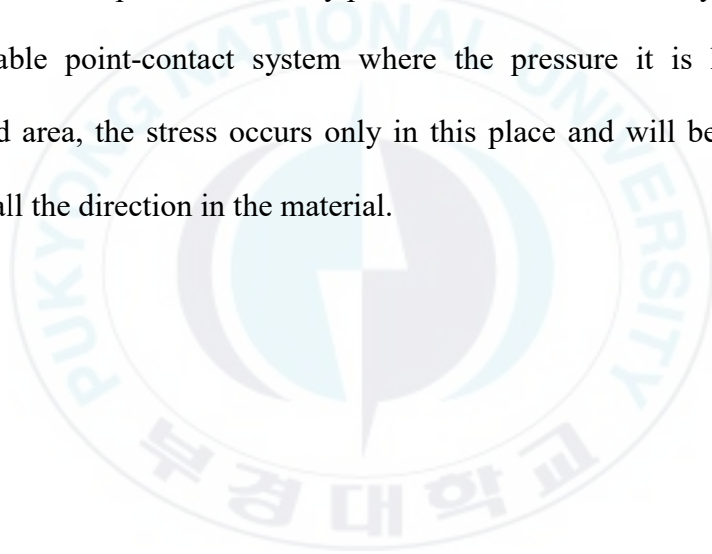 able point-contact system where the pressure it is
d area, the stress occurs only in this place and will be
all the direction in the material.
PUKYONG NATIONAL UNIVERSITY
부경대학교